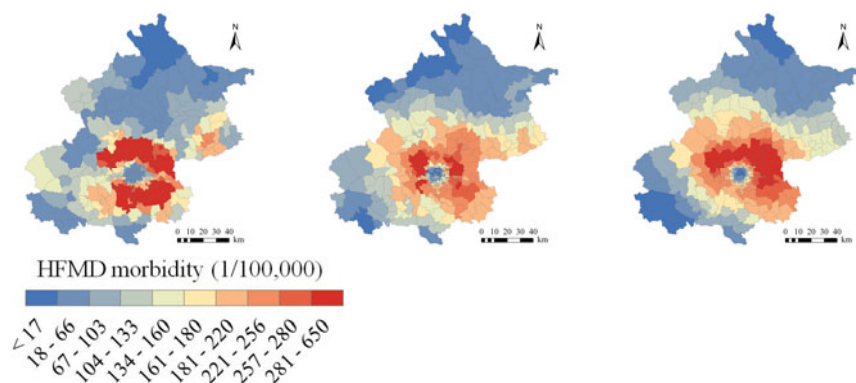 N N N
0 10 20 30 40 km 0 10 20 30 40 km 0 10 20 30 40 km
HFMD morbidity (1/100,000)
< 17 18 - 66 67 - 103 104 - 133 134 - 160 161 - 180 181 - 220 221 - 256 257 - 280 281 - 650